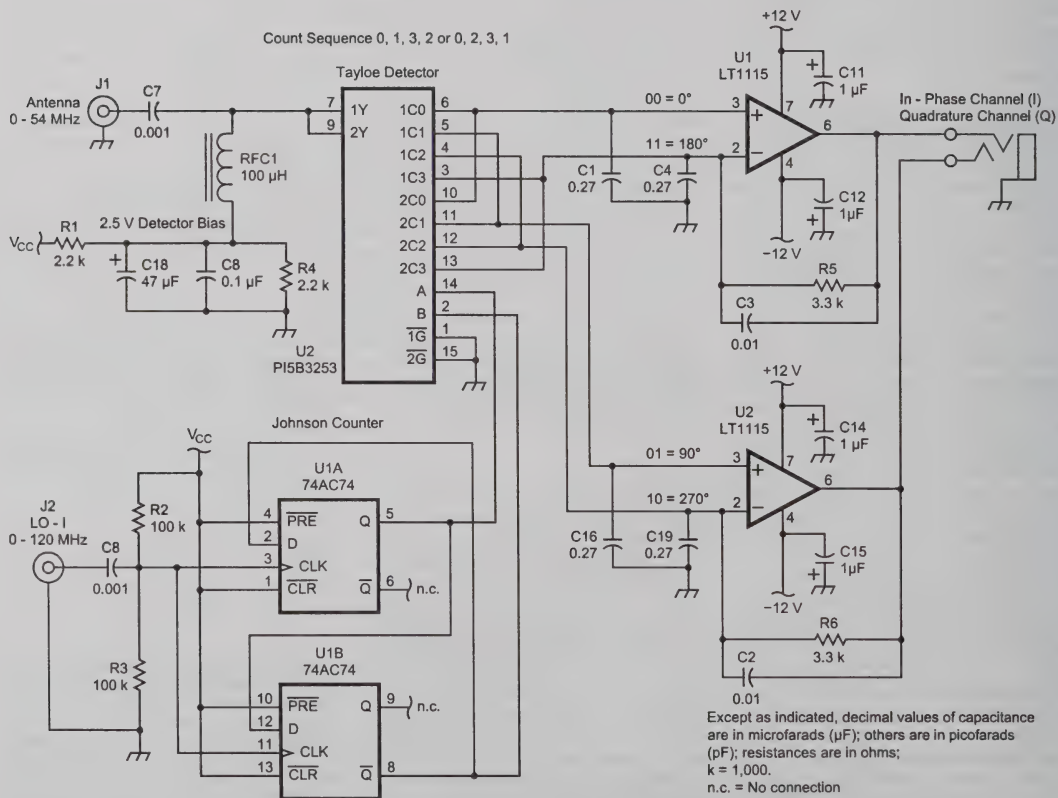 Count Sequence 0, 1, 3, 2 or 0, 2, 3, 1
Tayloe Detector
J1
Antenna
0 - 54 MHz
C7
0.001
RFC1
100 µH
2.5 V Detector Bias
VCC
R1
2.2 k
+
C18
47 µF
C8
0.1 µF
R4
2.2 k
7
9
1Y
2Y
1C0
1C1
1C2
1C3
2C0
2C1
2C2
2C3
A
B
1G
2G
6
5
4
3
10
11
12
13
14
2
1
15
U2
PI5B3253
00 = 0°
11 = 180°
C1
0.27
C4
0.27
U1
LT1115
+12 V
+
C11
1 µF
3
2
+
–
7
6
4
C12
1µF
+
−12 V
R5
3.3 k
C3
0.01
In - Phase Channel (I)
Quadrature Channel (Q)
01 = 90°
10 = 270°
C16
0.27
C19
0.27
U2
LT1115
+12 V
+
C14
1 µF
3
2
+
–
7
6
4
C15
1µF
+
−12 V
R6
3.3 k
C2
0.01
Johnson Counter
VCC
J2
LO - I
0 - 120 MHz
C8
0.001
R2
100 k
R3
100 k
U1A
74AC74
4
2
3
1
PRE
D
CLK
CLR
Q
Q
5
6
n.c.
U1B
74AC74
10
12
11
13
PRE
D
CLK
CLR
Q
Q
9
8
n.c.
Except as indicated, decimal values of capacitance
are in microfarads (µF); others are in picofarads
(pF); resistances are in ohms;
k = 1,000.
n.c. = No connection